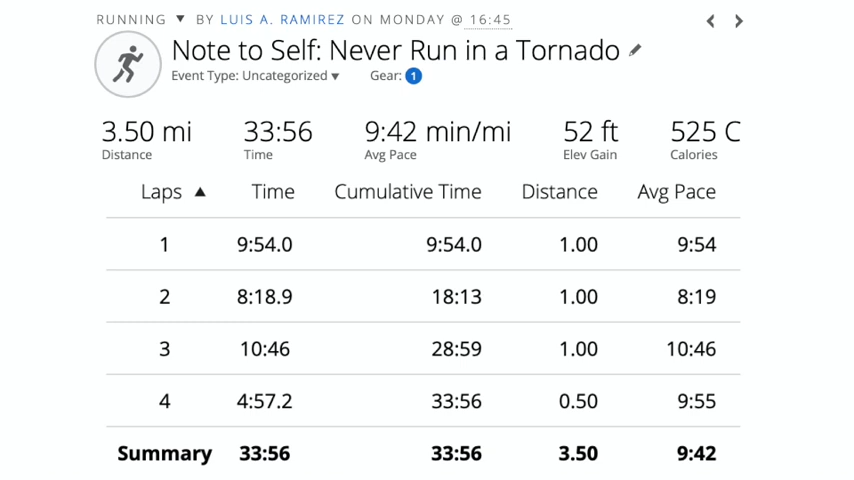 RUNNING ▼ BY LUIS A. RAMIREZ ON MONDAY @ 16:45
Note to Self: Never Run in a Tornado
Event Type: Uncategorized ▼ Gear: 1
3.50 mi 33:56 9:42 min/mi 52 ft 525 C
Distance Time Avg Pace Elev Gain Calories
Laps ▲ Time Cumulative Time Distance Avg Pace
1 9:54.0 9:54.0 1.00 9:54
2 8:18.9 18:13 1.00 8:19
3 10:46 28:59 1.00 10:46
4 4:57.2 33:56 0.50 9:55
Summary 33:56 33:56 3.50 9:42